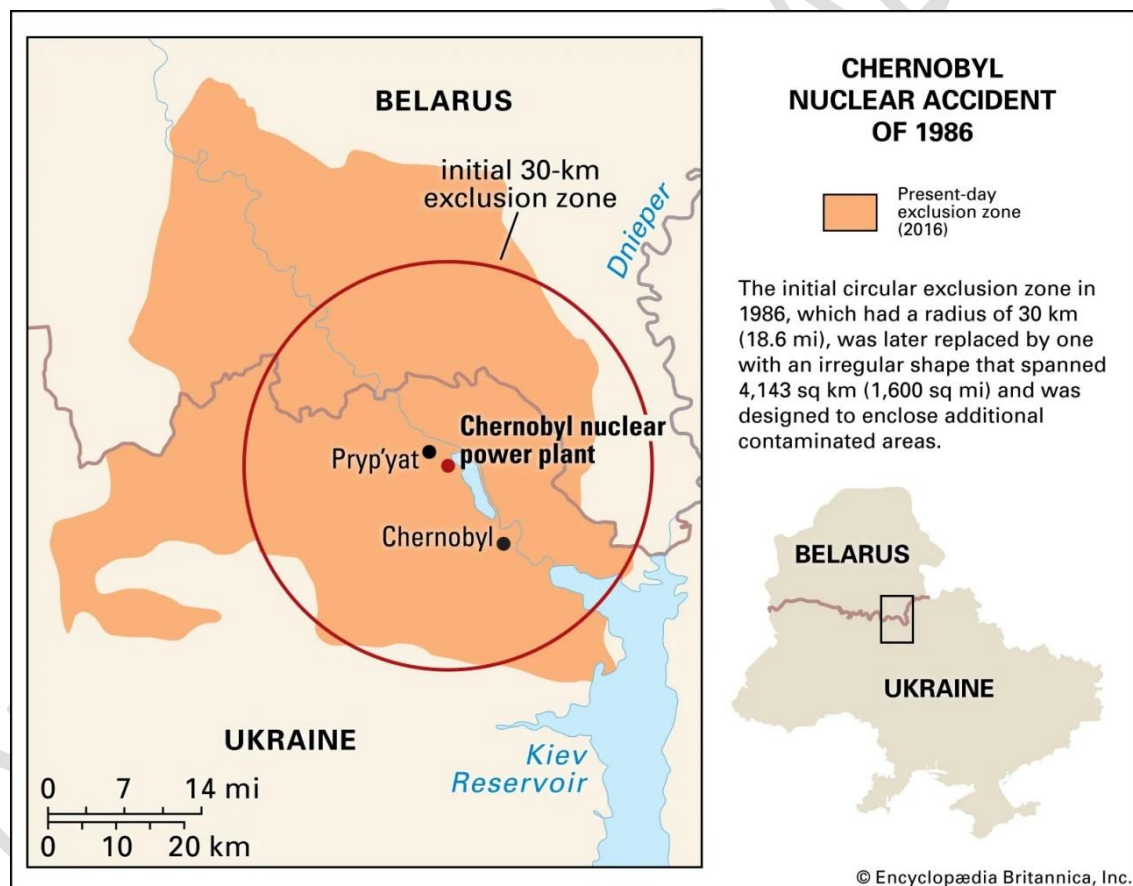 BELARUS
initial 30-km
exclusion zone
Dnieper
Chernobyl nuclear
power plant
Pryp'yat
Chernobyl
UKRAINE
Kiev
Reservoir
0 7 14 mi
0 10 20 km
CHERNOBYL
NUCLEAR ACCIDENT
OF 1986
Present-day
exclusion zone
(2016)
The initial circular exclusion zone in
1986, which had a radius of 30 km
(18.6 mi), was later replaced by one
with an irregular shape that spanned
4,143 sq km (1,600 sq mi) and was
designed to enclose additional
contaminated areas.
BELARUS
UKRAINE
© Encyclopædia Britannica, Inc.